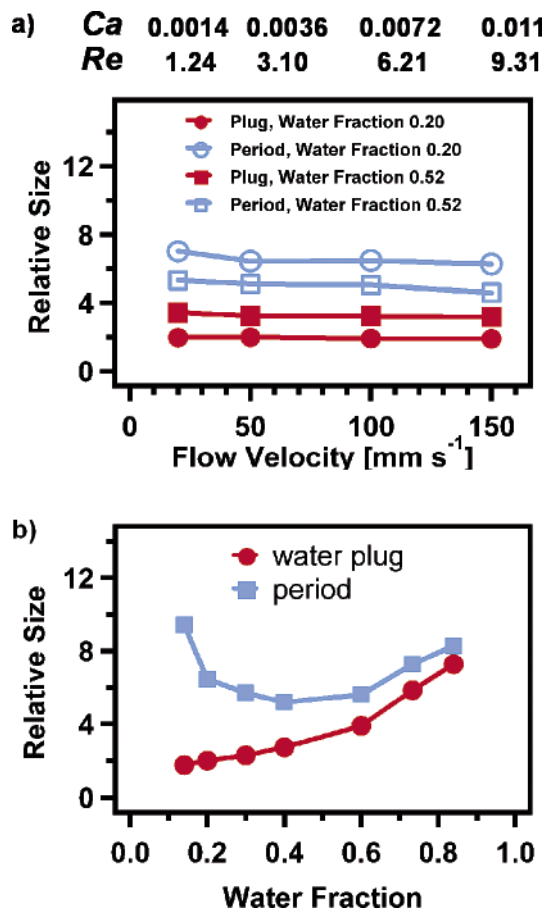 a)
Ca 0.0014 0.0036 0.0072 0.011
Re 1.24 3.10 6.21 9.31
Plug, Water Fraction 0.20
Period, Water Fraction 0.20
Plug, Water Fraction 0.52
Period, Water Fraction 0.52
Relative Size
12
8
4
0
0 50 100 150
Flow Velocity [mm s⁻¹]
b)
water plug
period
Relative Size
12
8
4
0
0.0 0.2 0.4 0.6 0.8 1.0
Water Fraction